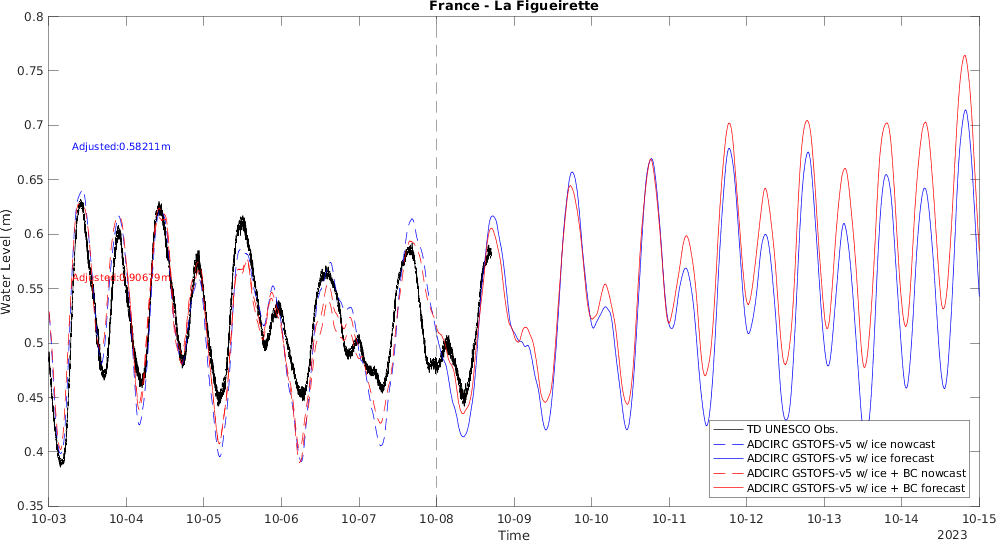 France - La Figueirette
0.8
0.75
0.7
0.65
0.6
0.55
0.5
0.45
0.4
0.35
Water Level (m)
Adjusted:0.58211m
Adjusted:0.90679m
TD UNESCO Obs.
ADCIRC GSTOFS-v5 w/ ice nowcast
ADCIRC GSTOFS-v5 w/ ice forecast
ADCIRC GSTOFS-v5 w/ ice + BC nowcast
ADCIRC GSTOFS-v5 w/ ice + BC forecast
10-03 10-04 10-05 10-06 10-07 10-08 10-09 10-10 10-11 10-12 10-13 10-14 10-15
Time
2023